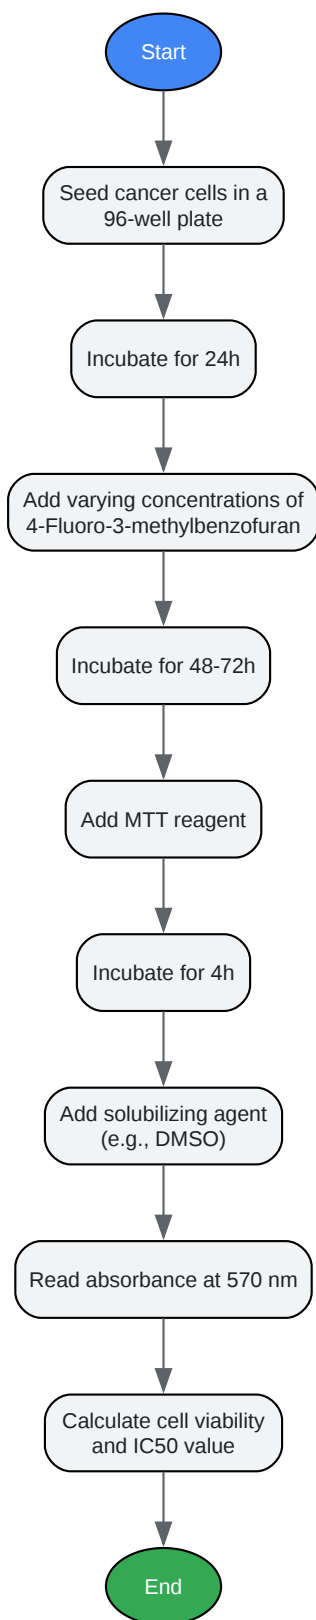 Start
Seed cancer cells in a
96-well plate
Incubate for 24h
Add varying concentrations of
4-Fluoro-3-methylbenzofuran
Incubate for 48-72h
Add MTT reagent
Incubate for 4h
Add solubilizing agent
(e.g., DMSO)
Read absorbance at 570 nm
Calculate cell viability
and IC50 value
End